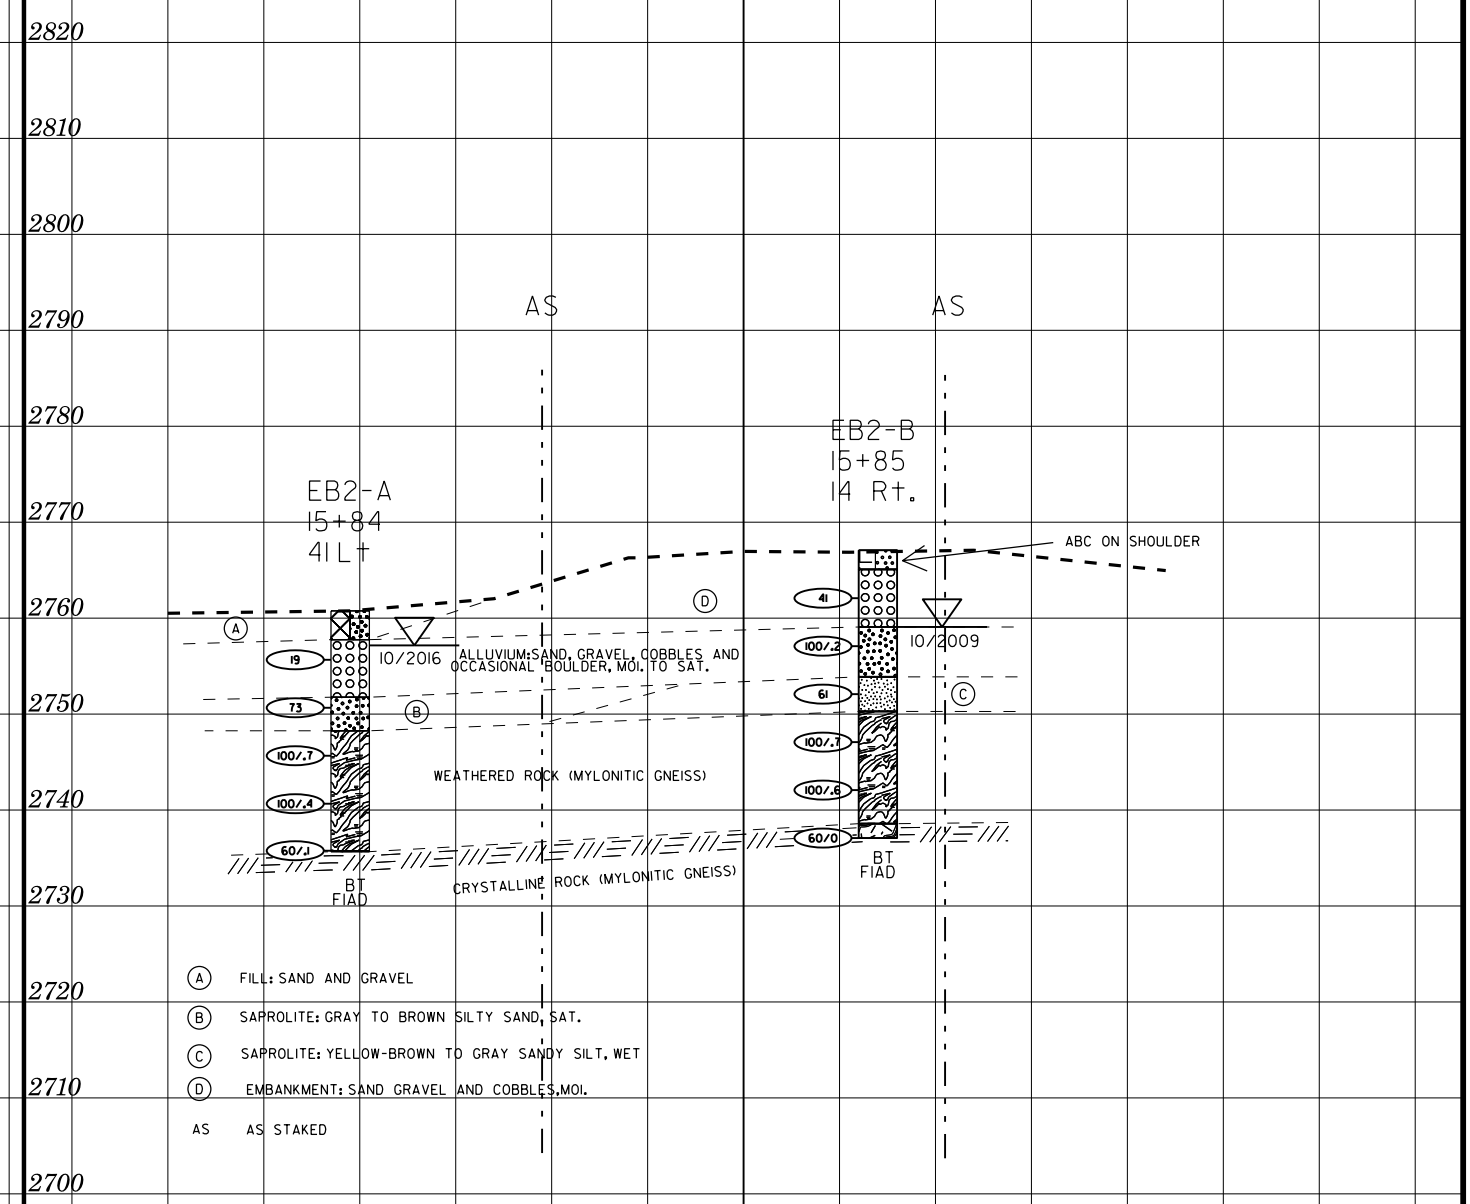 2820
2810
2800
2790
AS
AS
2780
EB2-B
15+85
14 Rt.
EB2-A
15+84
41 Lt
2770
ABC ON SHOULDER
2760
A
D
41
10/2009
100/.2
19
10/2016
ALLUVIUM:SAND, GRAVEL, COBBLES AND
OCCASIONAL BOULDER, MOI. TO SAT.
2750
73
B
61
C
100/.7
100/.7
WEATHERED ROCK (MYLONITIC GNEISS)
2740
100/.4
100/.6
60/.1
60/0
CRYSTALLINE ROCK (MYLONITIC GNEISS)
BT
FIAD
BT
FIAD
2730
A FILL: SAND AND GRAVEL
2720
B SAPROLITE: GRAY TO BROWN SILTY SAND, SAT.
C SAPROLITE: YELLOW-BROWN TO GRAY SANDY SILT, WET
2710
D EMBANKMENT: SAND GRAVEL AND COBBLES,MOI.
AS AS STAKED
2700